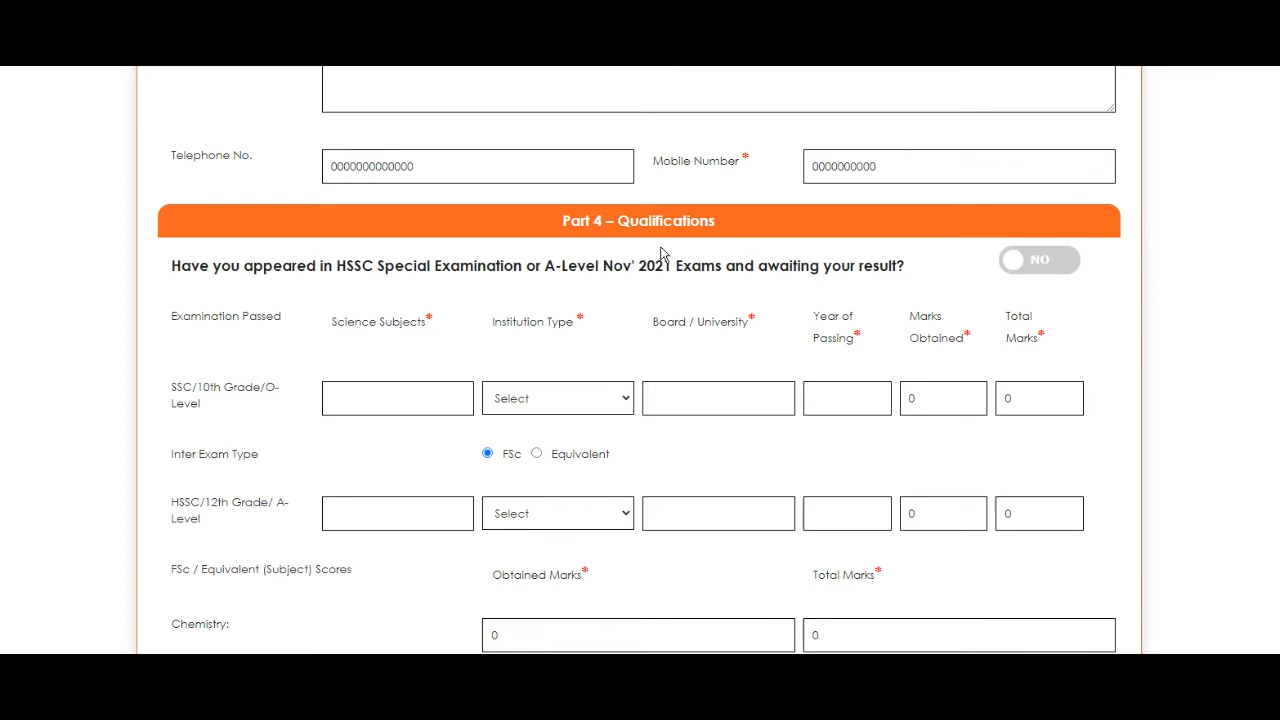 Telephone No.
0000000000000
Mobile Number *
0000000000
Part 4 – Qualifications
Have you appeared in HSSC Special Examination or A-Level Nov' 2021 Exams and awaiting your result?
NO
Examination Passed
Science Subjects*
Institution Type *
Board / University*
Year of
Passing*
Marks
Obtained*
Total
Marks*
SSC/10th Grade/O-
Level
Select
0
0
Inter Exam Type
FSc
Equivalent
HSSC/12th Grade/ A-
Level
Select
0
0
FSc / Equivalent (Subject) Scores
Obtained Marks*
Total Marks*
Chemistry:
0
0